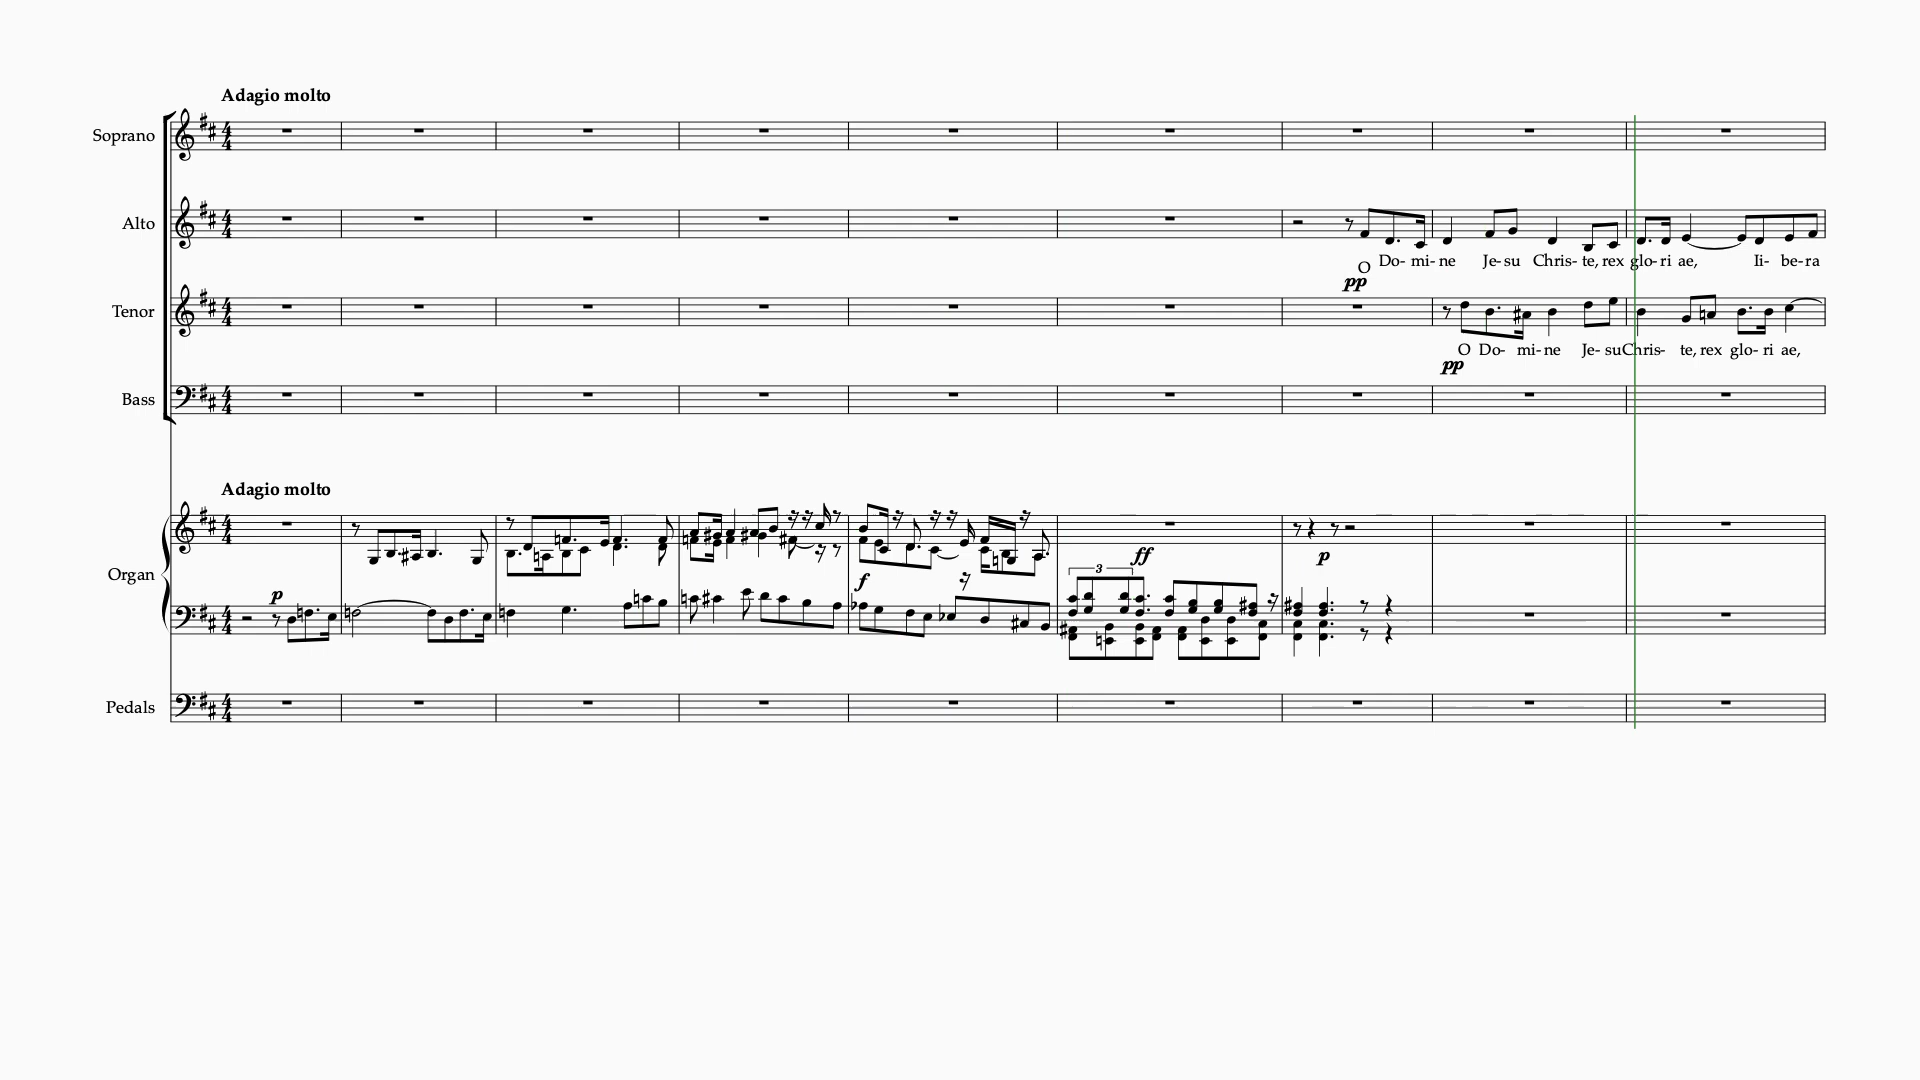 Adagio molto
Soprano
Alto
O Do- mi- ne Je- su Chris- te, rex glo- ri ae, li- be- ra
pp
Tenor
O Do- mi- ne Je- su Chris- te, rex glo- ri ae,
pp
Bass
Adagio molto
Organ
p
f
3
ff
p
Pedals